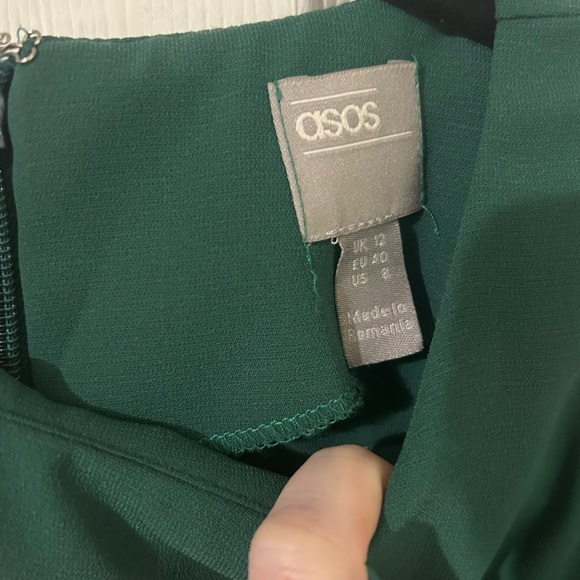 asos
UK 12
EU 40
US 8
Made in
Romania